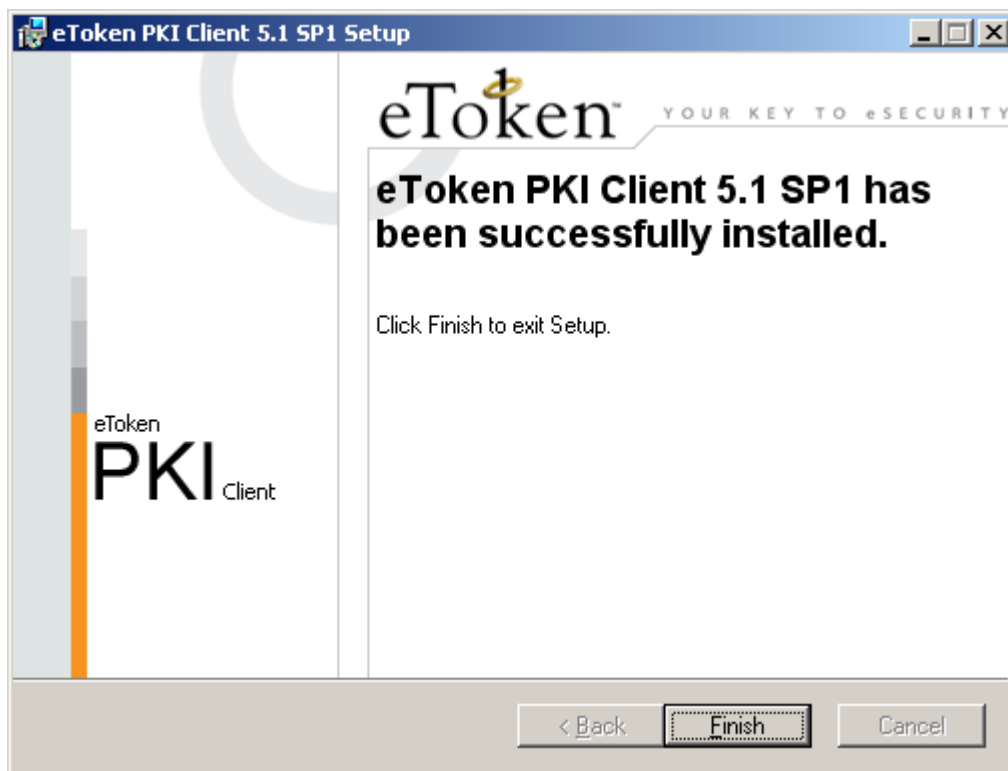 eToken PKI Client 5.1 SP1 Setup
eToken™ YOUR KEY TO eSECURITY
eToken PKI Client 5.1 SP1 has
been successfully installed.
Click Finish to exit Setup.
eToken
PKI Client
< Back Finish Cancel